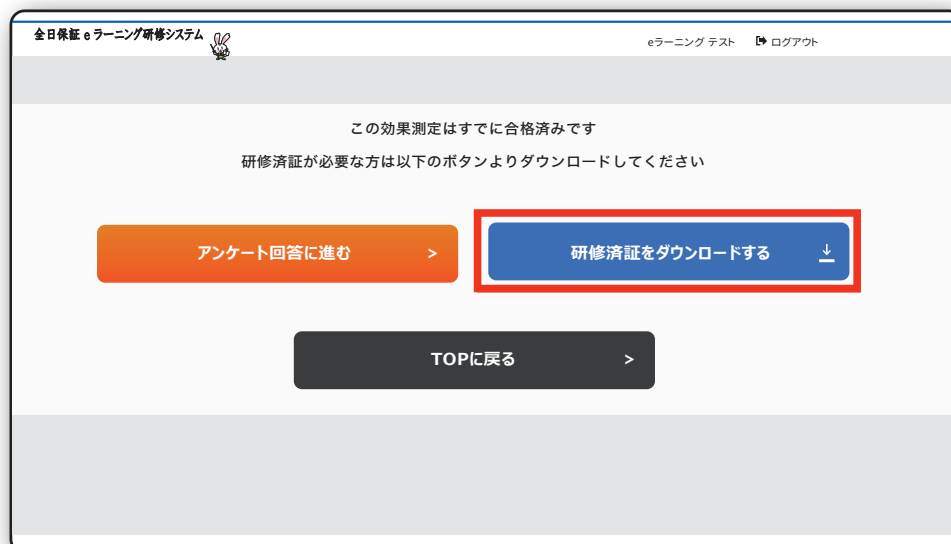 全日保証 e ラーニング研修システム
eラーニング テスト ログアウト
この効果測定はすでに合格済みです
研修済証が必要な方は以下のボタンよりダウンロードしてください
アンケート回答に進む >
研修済証をダウンロードする
TOPに戻る >